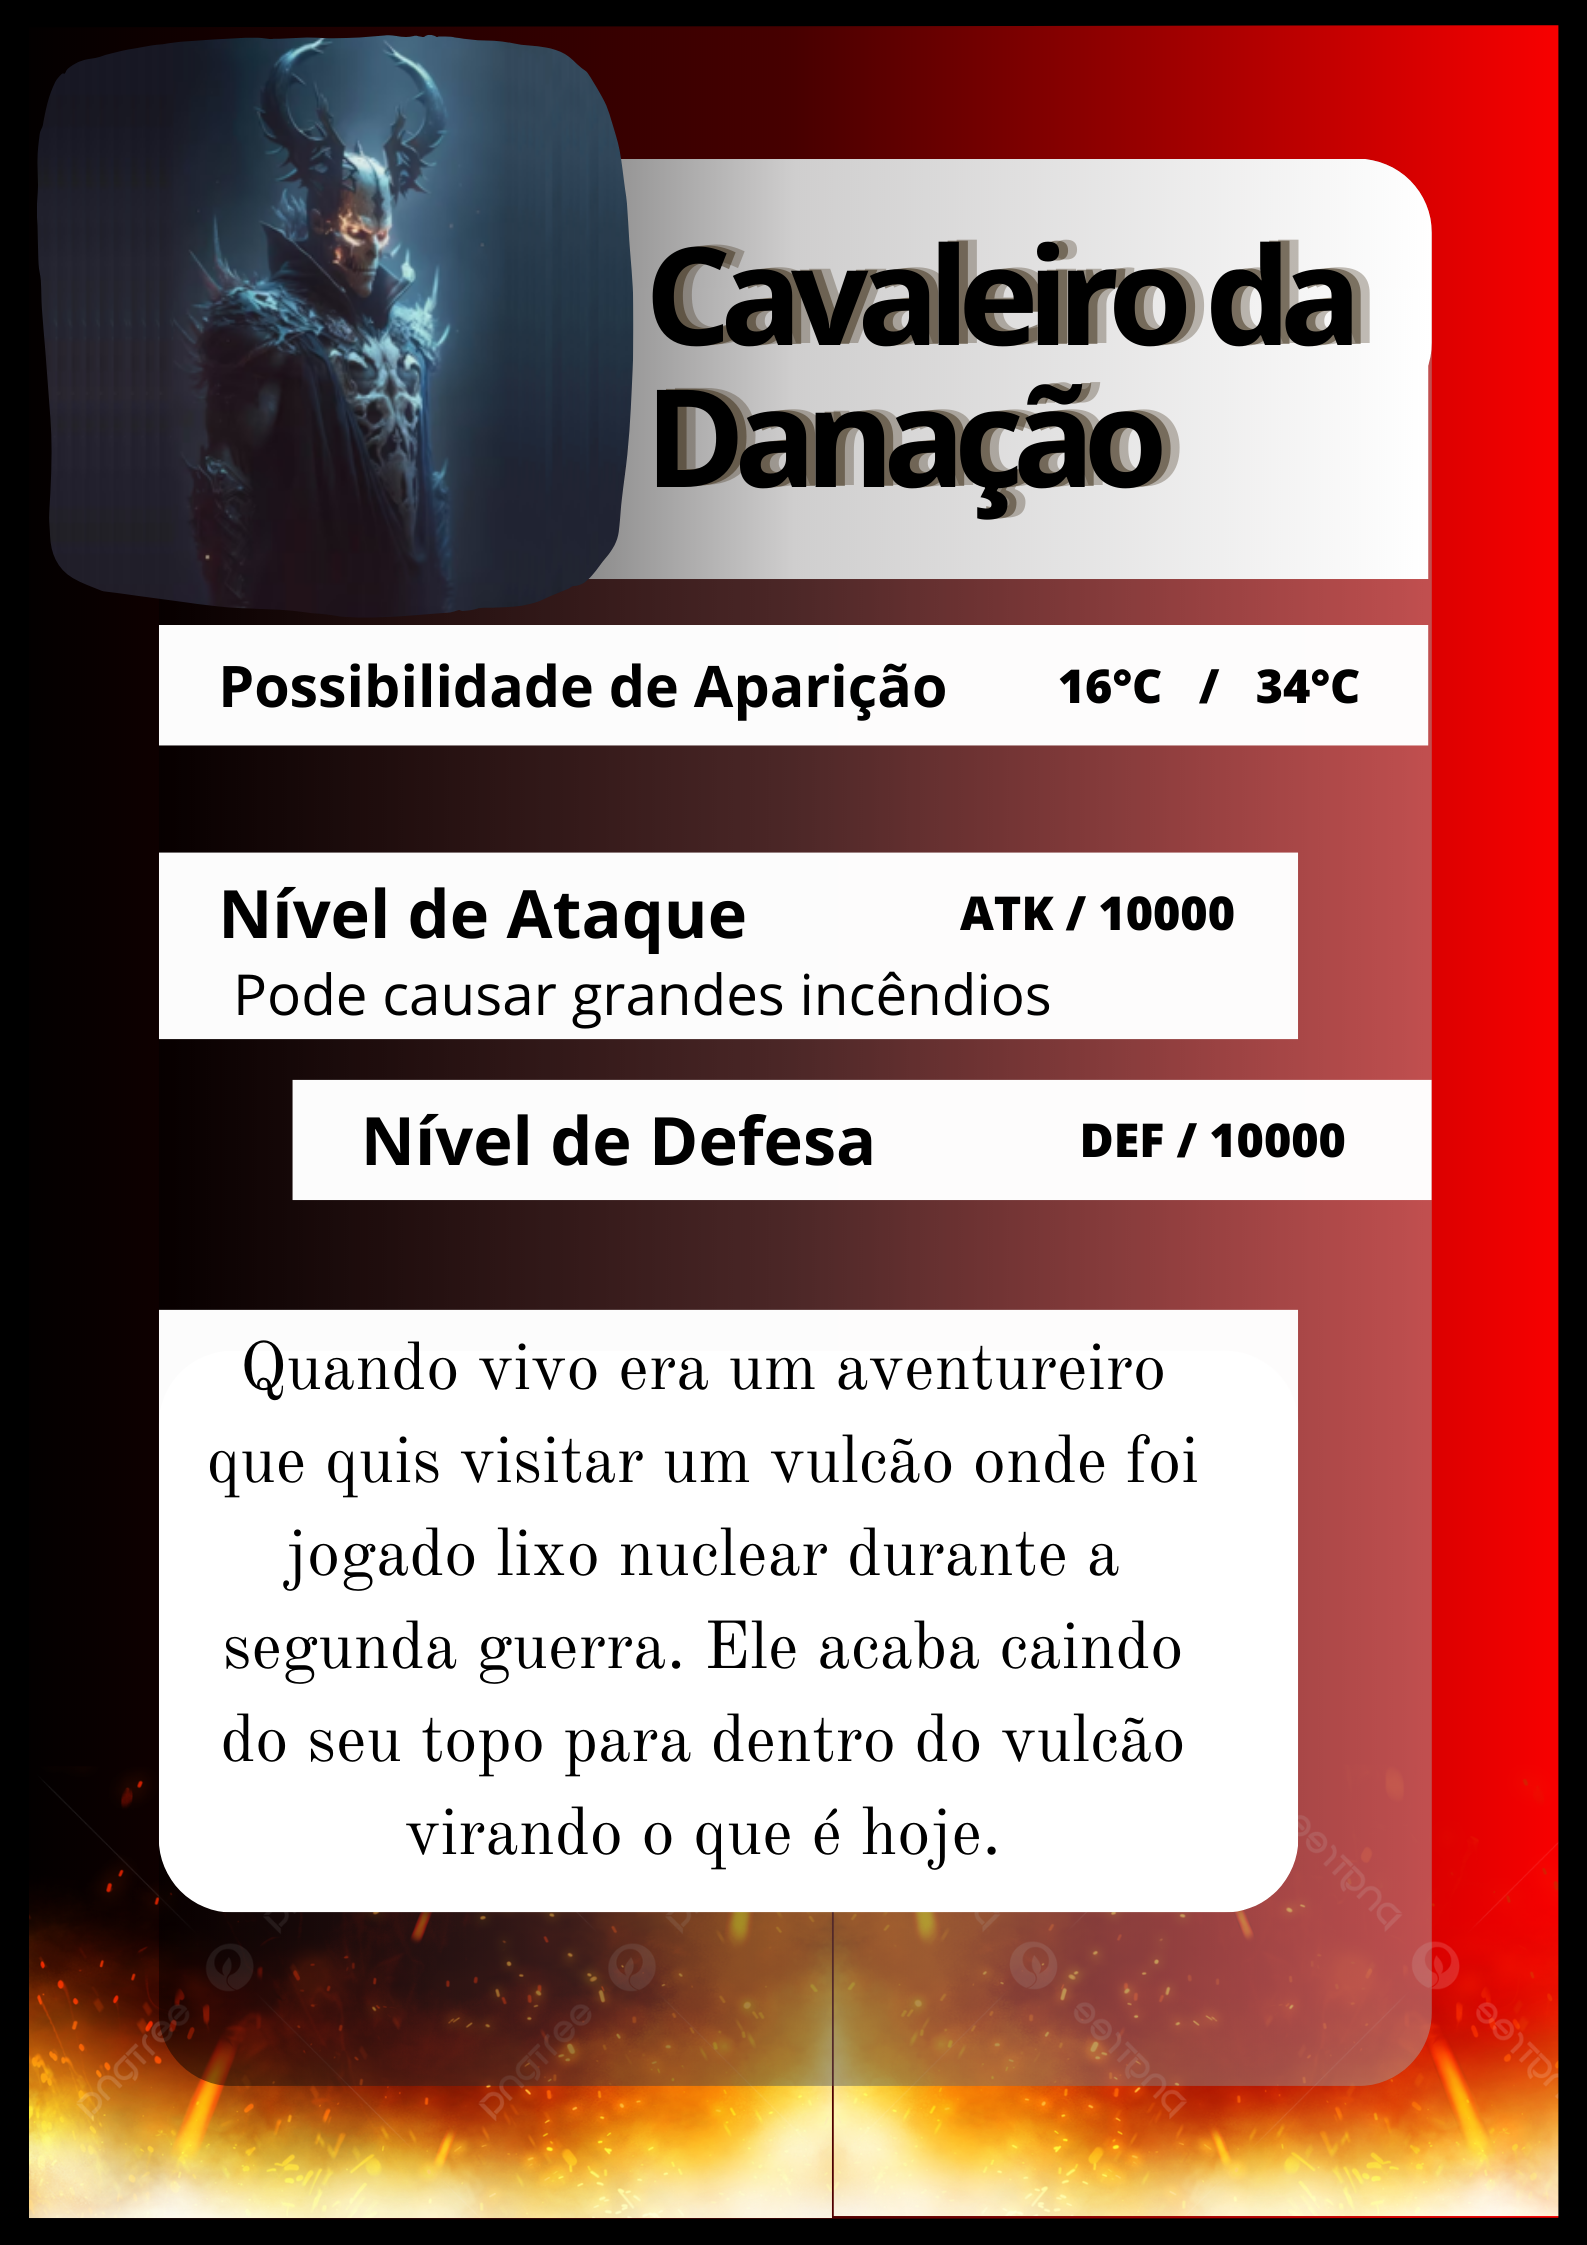 Cavaleiro da
Danação
Possibilidade de Aparição 16°C / 34°C
Nível de Ataque ATK / 10000
Pode causar grandes incêndios
Nível de Defesa DEF / 10000
Quando vivo era um aventureiro
que quis visitar um vulcão onde foi
jogado lixo nuclear durante a
segunda guerra. Ele acaba caindo
do seu topo para dentro do vulcão
virando o que é hoje.
pngtree
pngtree
pngtree
pngtree
pngtree